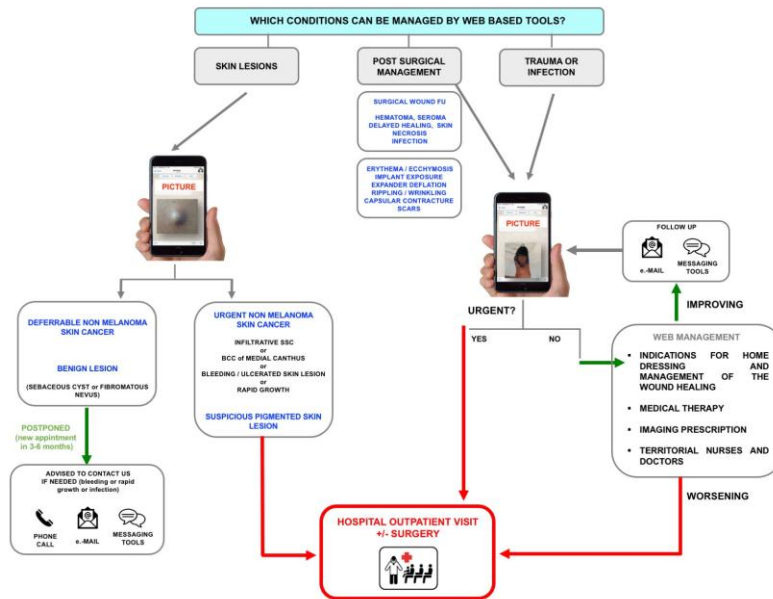 WHICH CONDITIONS CAN BE MANAGED BY WEB BASED TOOLS?
SKIN LESIONS
POST SURGICAL
MANAGEMENT
TRAUMA OR
INFECTION
SURGICAL WOUND FU
HEMATOMA, SEROMA
DELAYED HEALING, SKIN
NECROSIS
INFECTION
ERYTHEMA / ECCHYMOSIS
IMPLANT EXPOSURE
EXPANDER DEFLATION
RIPPLING / WRINKLING
CAPSULAR CONTRACTURE
SCARS
PICTURE
PICTURE
FOLLOW UP
e.-MAIL
MESSAGING
TOOLS
IMPROVING
URGENT?
YES
NO
DEFERRABLE NON MELANOMA
SKIN CANCER
BENIGN LESION
(SEBACEOUS CYST or FIBROMATOUS
NEVUS)
URGENT NON MELANOMA
SKIN CANCER
INFILTRATIVE SSC
or
BCC of MEDIAL CANTHUS
or
BLEEDING / ULCERATED SKIN LESION
or
RAPID GROWTH
SUSPICIOUS PIGMENTED SKIN
LESION
WEB MANAGEMENT
▪ INDICATIONS FOR HOME
DRESSING AND
MANAGEMENT OF THE
WOUND HEALING
▪ MEDICAL THERAPY
▪ IMAGING PRESCRIPTION
▪ TERRITORIAL NURSES AND
DOCTORS
POSTPONED
(new appintment
in 3-6 months)
ADVISED TO CONTACT US
IF NEEDED (bleeding or rapid
growth or infection)
PHONE
CALL
e.-MAIL
MESSAGING
TOOLS
WORSENING
HOSPITAL OUTPATIENT VISIT
+/- SURGERY